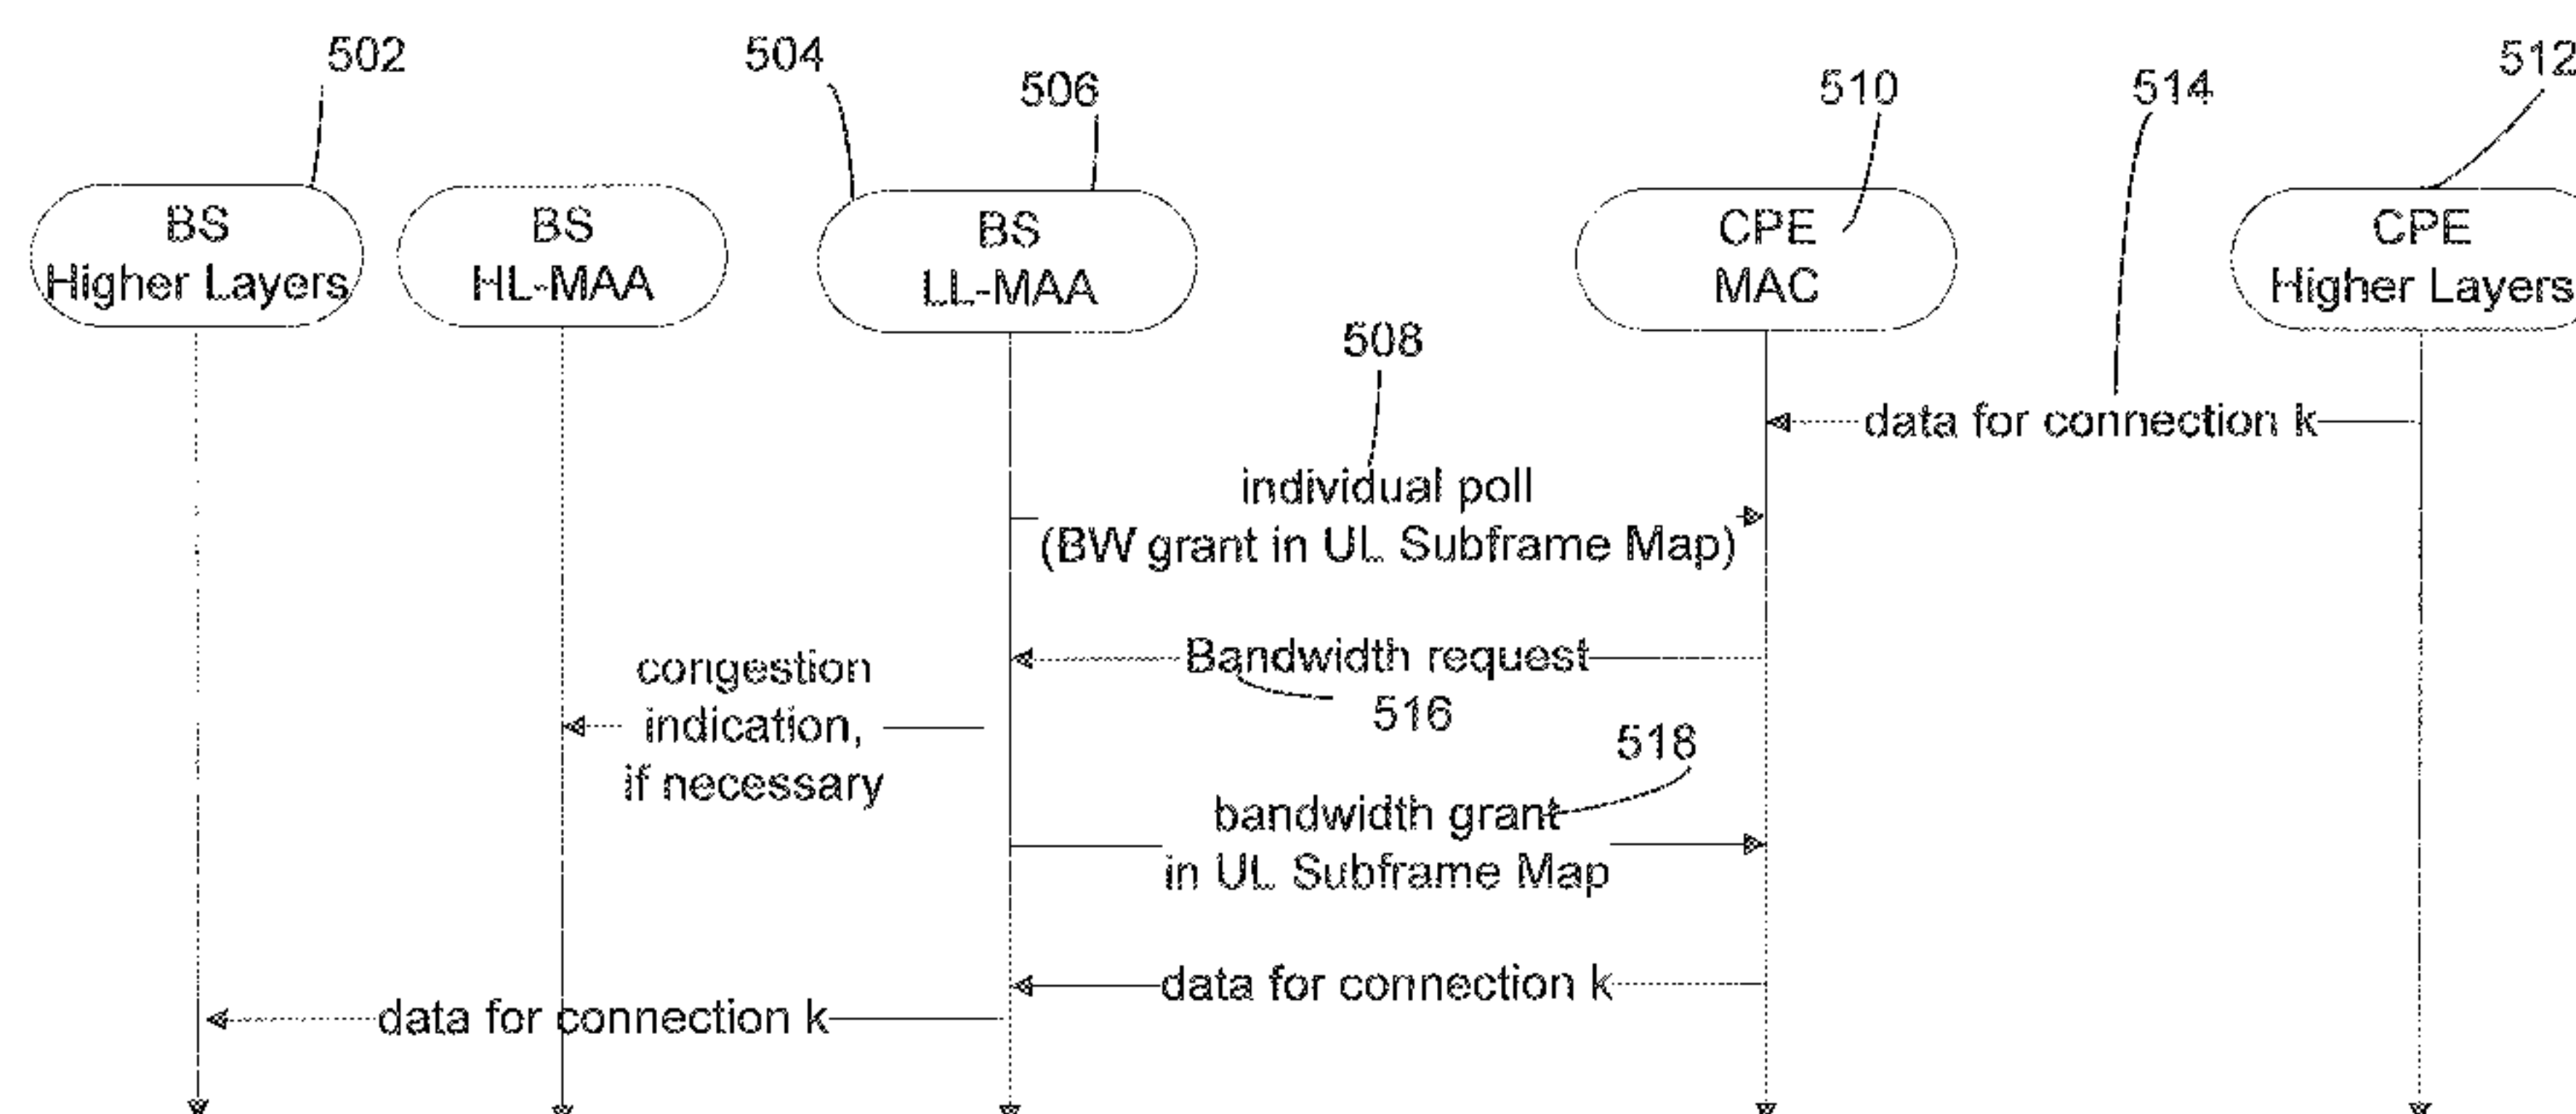 502
504
506
510
514
512
BS
Higher Layers
BS
HL-MAA
BS
LL-MAA
CPE
MAC
CPE
Higher Layers
508
data for connection k
individual poll
(BW grant in UL Subframe Map)
Bandwidth request
516
congestion
indication,
if necessary
518
bandwidth grant
in UL Subframe Map
data for connection k
data for connection k